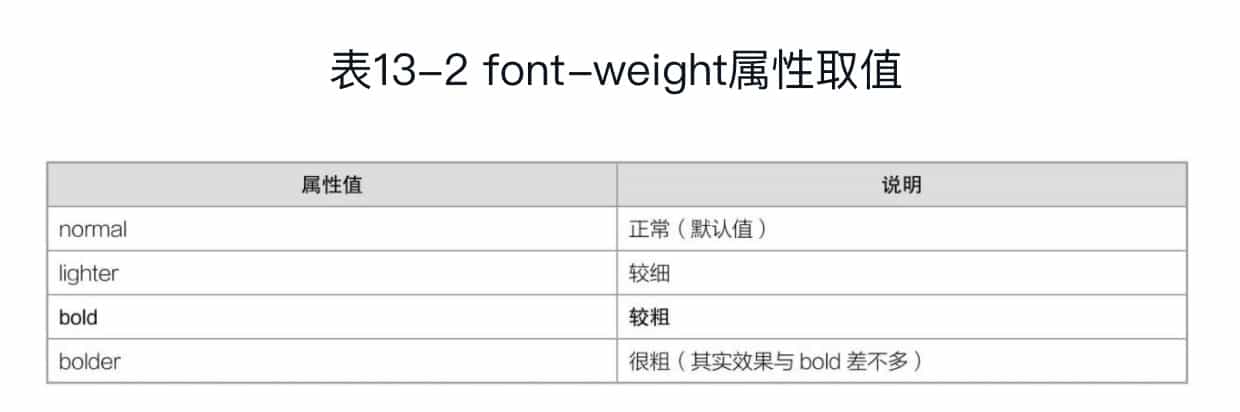 表13-2 font-weight属性取值
属性值 说明
normal 正常（默认值）
lighter 较细
bold 较粗
bolder 很粗（其实效果与 bold 差不多）